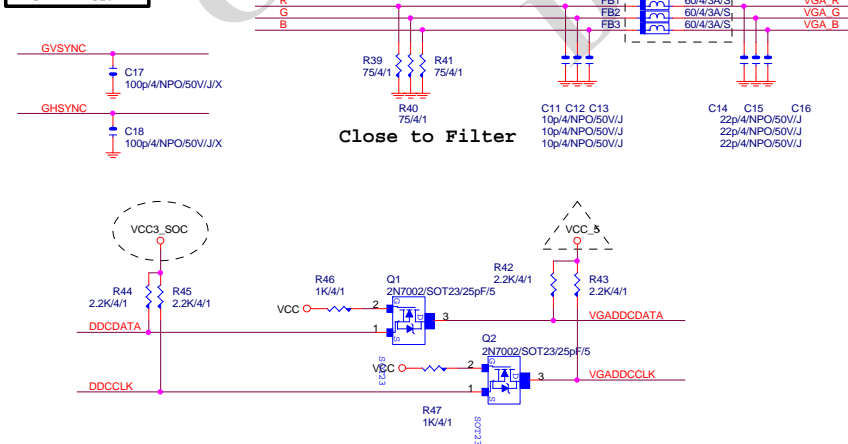 R FB1 60/4/3A/S VGA_R
G FB2 60/4/3A/S VGA_G
B FB3 60/4/3A/S VGA_B
GVSYNC
C17
100p/4/NPO/50V/J/X
R39
75/4/1
R41
75/4/1
GHSYNC
C18
100p/4/NPO/50V/J/X
R40
75/4/1
Close to Filter
C11 C12 C13
10p/4/NPO/50V/J
10p/4/NPO/50V/J
10p/4/NPO/50V/J
C14 C15 C16
22p/4/NPO/50V/J
22p/4/NPO/50V/J
22p/4/NPO/50V/J
VCC3_SOC
VCC_5
R44
2.2K/4/1
R45
2.2K/4/1
R46
1K/4/1
Q1
2N7002/SOT23/25pF/5
R42
2.2K/4/1
R43
2.2K/4/1
VCC
2
G
D
S
1
3
DDCDATA
VGADDCDATA
SOT23
Q2
2N7002/SOT23/25pF/5
VCC
2
G
D
S
1
3
DDCCLK
VGADDCCLK
R47
1K/4/1